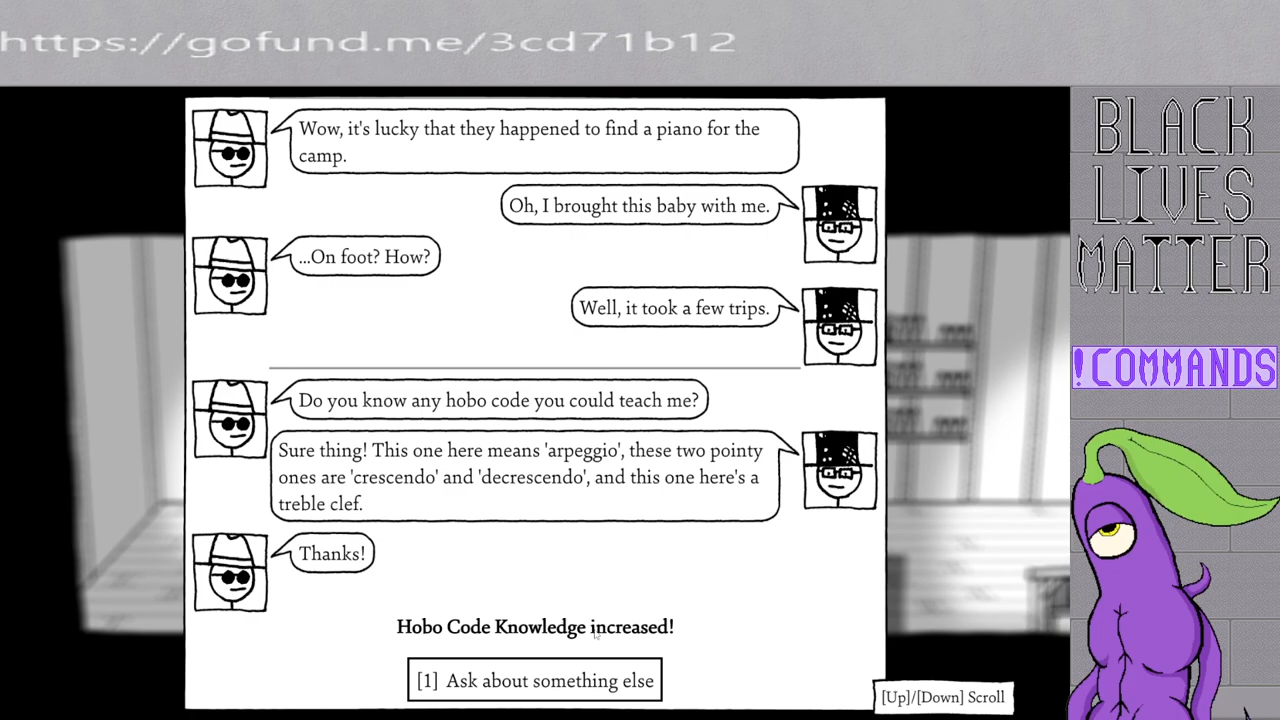 https://gofund.me/3cd71b12
Wow, it's lucky that they happened to find a piano for the
camp.
Oh, I brought this baby with me.
...On foot? How?
Well, it took a few trips.
Do you know any hobo code you could teach me?
Sure thing! This one here means 'arpeggio', these two pointy
ones are 'crescendo' and 'decrescendo', and this one here's a
treble clef.
Thanks!
Hobo Code Knowledge increased!
[1] Ask about something else
[Up]/[Down] Scroll
BLACK
LIVES
MATTER
!COMMANDS